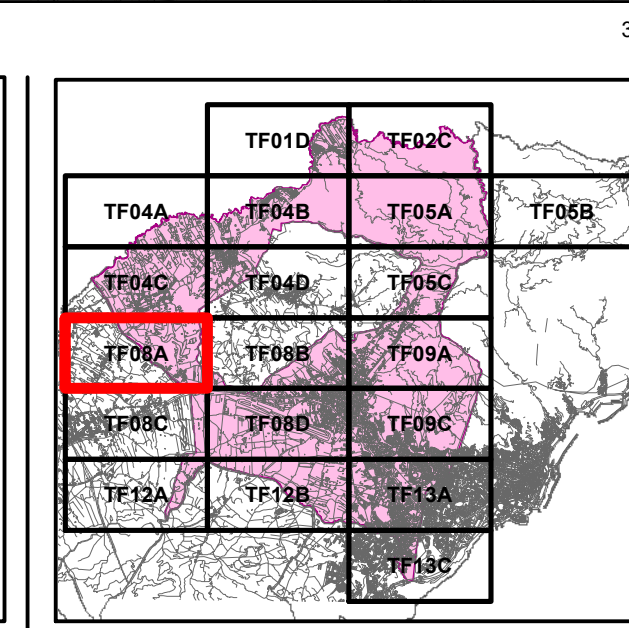 3
TF01D TF02C
TF04A TF04B TF05A TF05B
TF04C TF04D TF05C
TF08A TF08B TF09A
TF08C TF08D TF09C
TF12A TF12B TF13A
TF13C